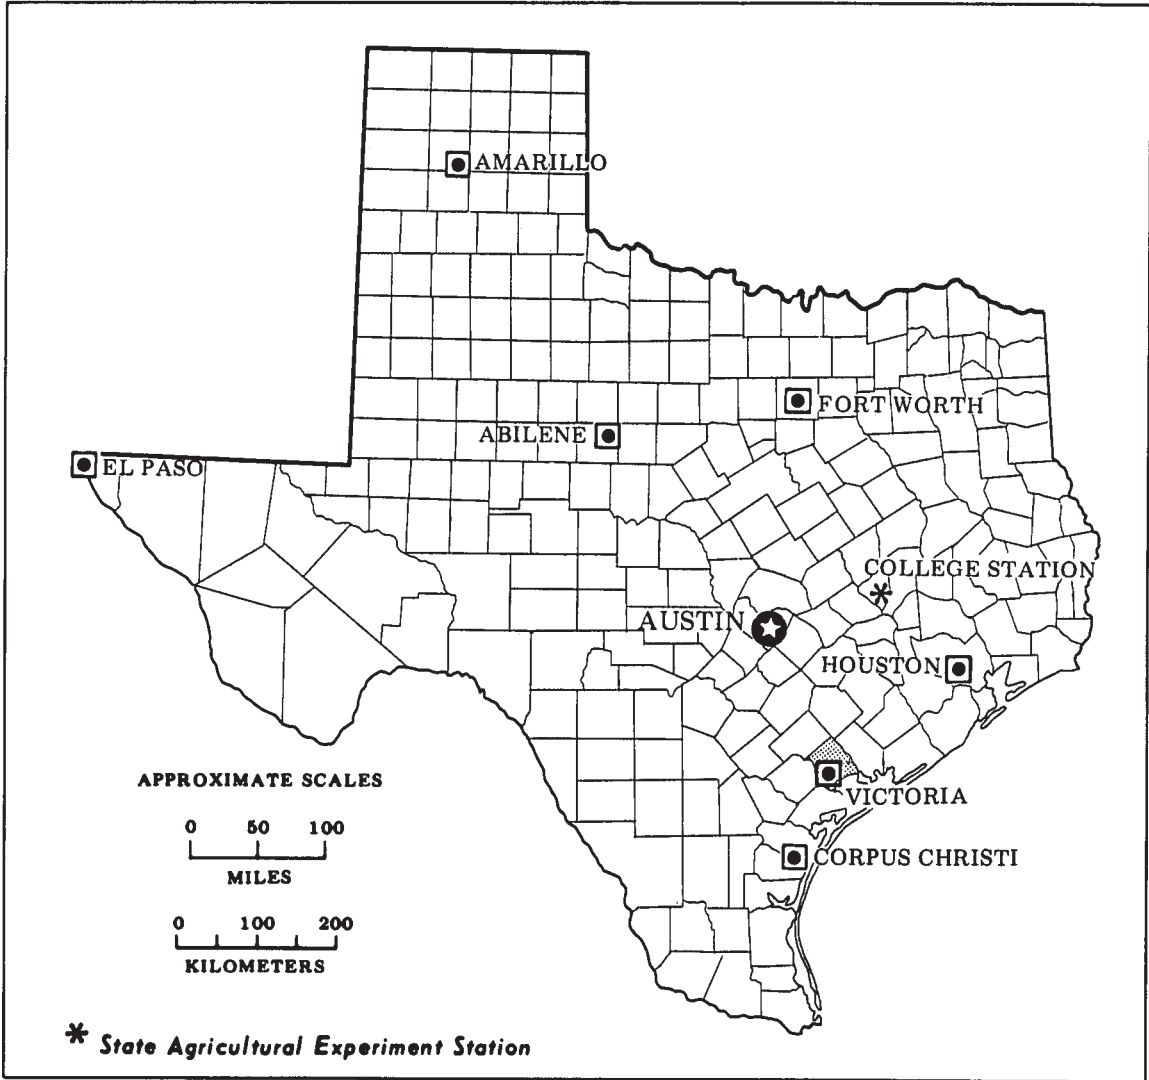 AMARILLO
FORT WORTH
ABILENE
EL PASO
COLLEGE STATION
*
AUSTIN
HOUSTON
APPROXIMATE SCALES
VICTORIA
0 50 100
MILES
CORPUS CHRISTI
0 100 200
KILOMETERS
* State Agricultural Experiment Station